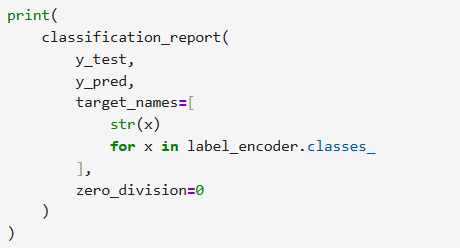 print(
    classification_report(
        y_test,
        y_pred,
        target_names=[
            str(x)
            for x in label_encoder.classes_
        ],
        zero_division=0
    )
)